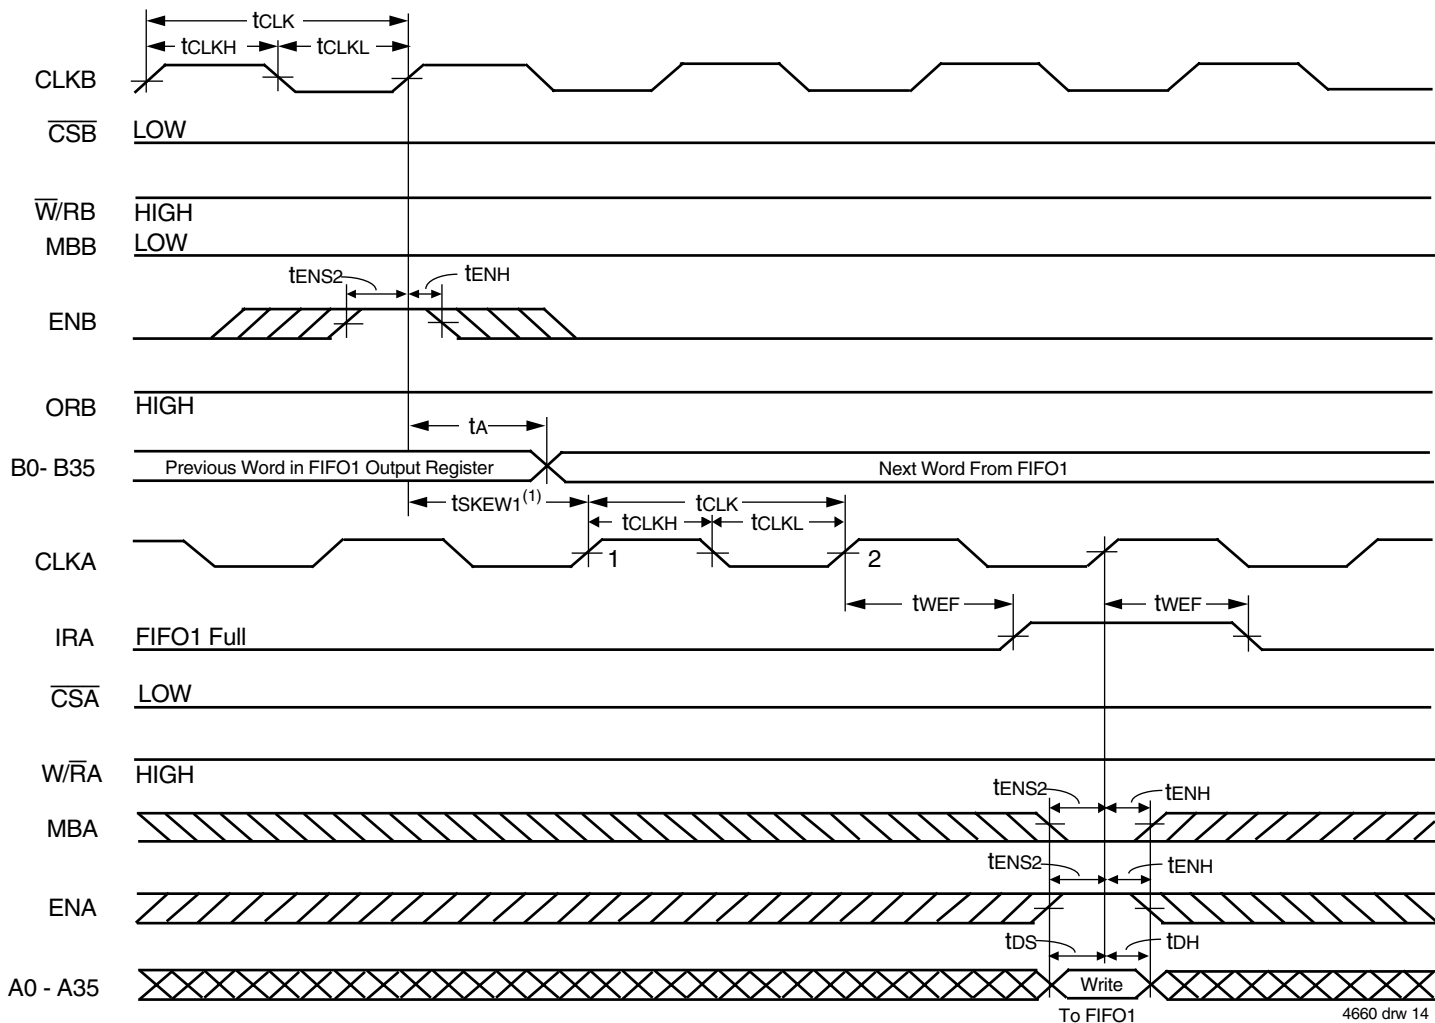 tCLK
tCLKH tCLKL
CLKB
CSB LOW
W/RB HIGH
MBB LOW
tENS2 tENH
ENB
ORB HIGH
tA
B0- B35 Previous Word in FIFO1 Output Register Next Word From FIFO1
tSKEW1(1) tCLK
tCLKH tCLKL
CLKA 1 2
tWEF tWEF
IRA FIFO1 Full
CSA LOW
W/RA HIGH
tENS2 tENH
MBA
tENS2 tENH
ENA
tDS tDH
A0 - A35 Write
To FIFO1 4660 drw 14